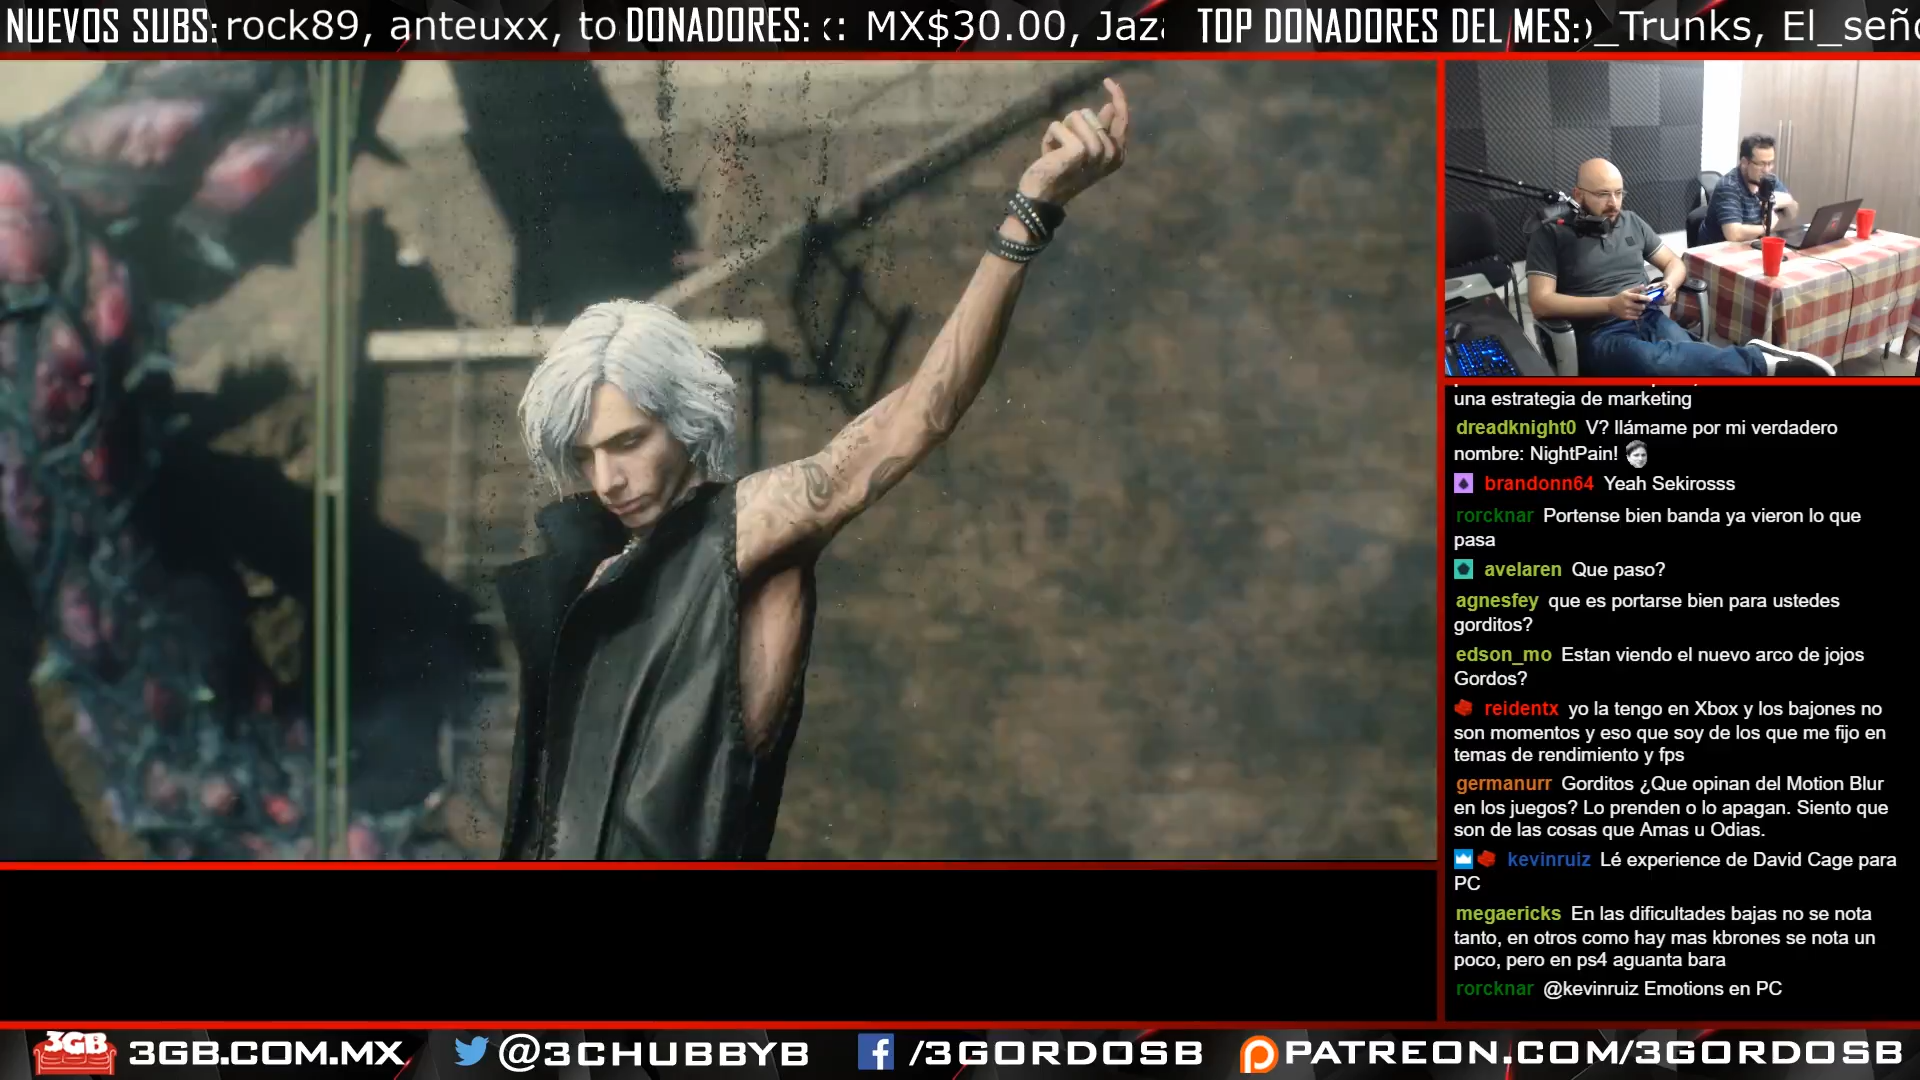 NUEVOS SUBS: rock89, anteuxx, to DONADORES: : MX$30.00, Jaz TOP DONADORES DEL MES: _Trunks, El_seño
una estrategia de marketing
dreadknight0 V? llámame por mi verdadero
nombre: NightPain!
brandonn64 Yeah Sekirosss
rorcknar Portense bien banda ya vieron lo que
pasa
avelaren Que paso?
agnesfey que es portarse bien para ustedes
gorditos?
edson_mo Estan viendo el nuevo arco de jojos
Gordos?
reidentx yo la tengo en Xbox y los bajones no
son momentos y eso que soy de los que me fijo en
temas de rendimiento y fps
germanurr Gorditos ¿Que opinan del Motion Blur
en los juegos? Lo prenden o lo apagan. Siento que
son de las cosas que Amas u Odias.
kevinruiz Lé experience de David Cage para
PC
megaericks En las dificultades bajas no se nota
tanto, en otros como hay mas kbrones se nota un
poco, pero en ps4 aguanta bara
rorcknar @kevinruiz Emotions en PC
3GB 3GB.COM.MX @3CHUBBYB /3GORDOSB PATREON.COM/3GORDOSB